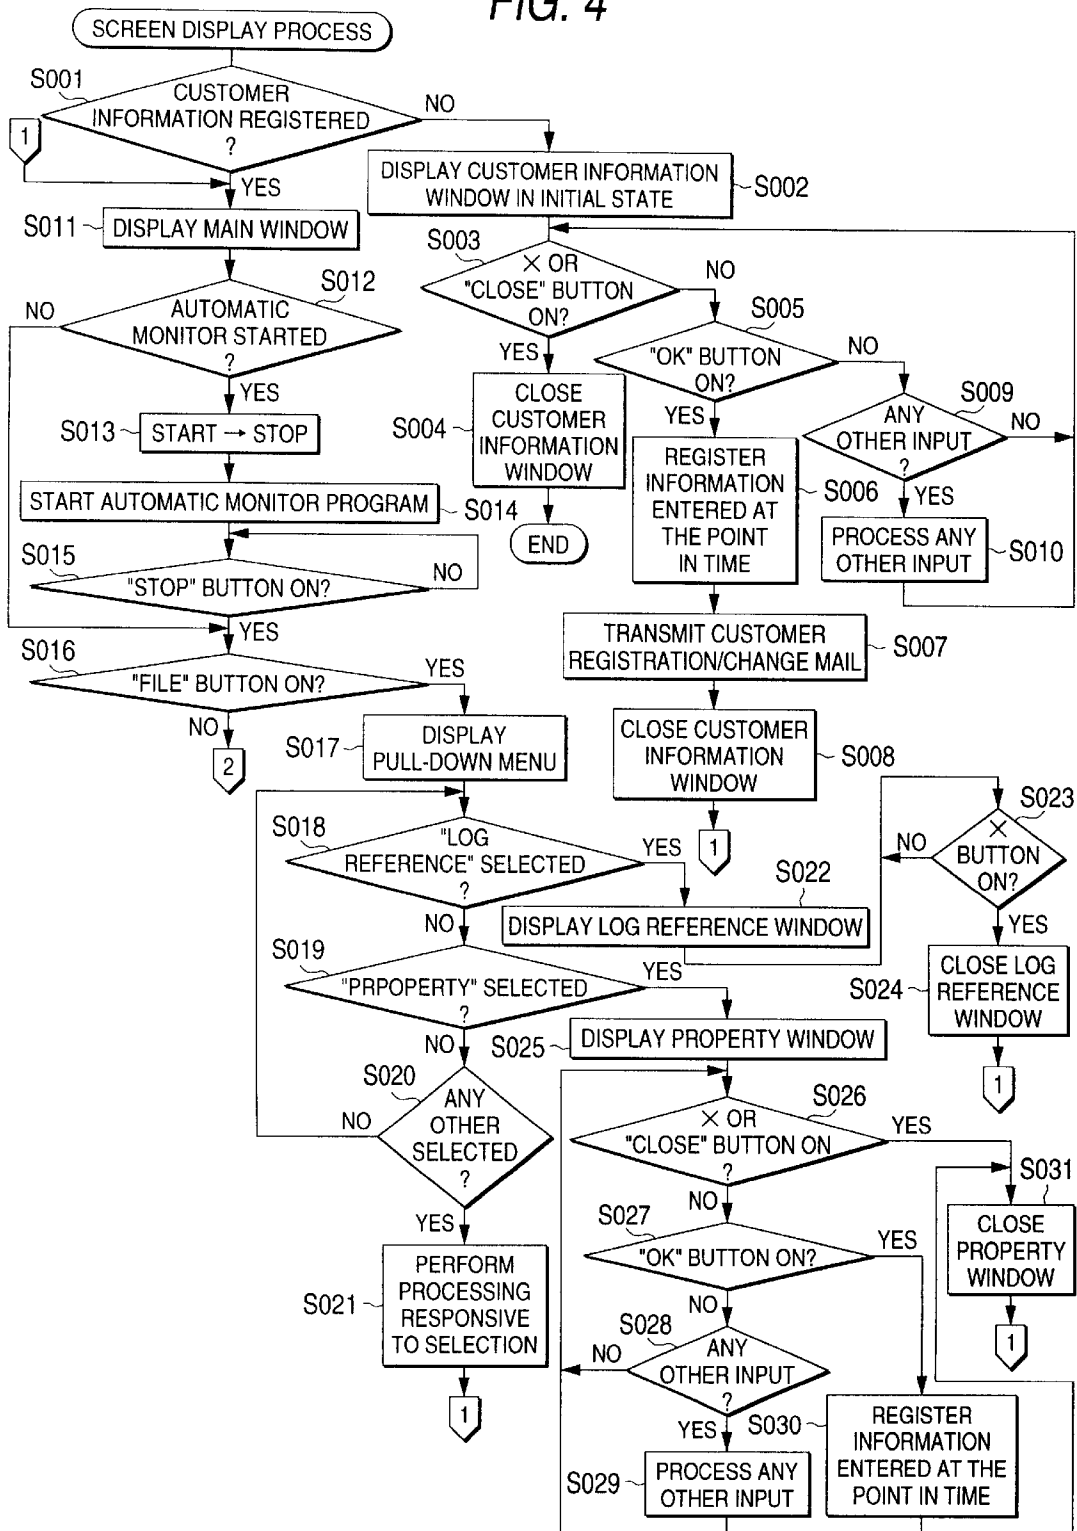 FIG. 4
SCREEN DISPLAY PROCESS
S001
CUSTOMER
INFORMATION REGISTERED
?
NO
1
YES
DISPLAY CUSTOMER INFORMATION
WINDOW IN INITIAL STATE
S002
S011
DISPLAY MAIN WINDOW
S003
× OR
"CLOSE" BUTTON
ON?
NO
S012
NO
AUTOMATIC
MONITOR STARTED
?
S005
"OK" BUTTON
ON?
NO
YES
YES
CLOSE
CUSTOMER
INFORMATION
WINDOW
S004
S009
ANY
OTHER INPUT
?
NO
YES
S013
START → STOP
REGISTER
INFORMATION
ENTERED AT
THE POINT
IN TIME
S006
YES
START AUTOMATIC MONITOR PROGRAM
S014
PROCESS ANY
OTHER INPUT
S010
END
S015
"STOP" BUTTON ON?
NO
YES
TRANSMIT CUSTOMER
REGISTRATION/CHANGE MAIL
S007
S016
"FILE" BUTTON ON?
YES
NO
2
S017
DISPLAY
PULL-DOWN MENU
CLOSE CUSTOMER
INFORMATION
WINDOW
S008
1
S018
"LOG
REFERENCE" SELECTED
?
YES
S023
×
BUTTON
ON?
NO
S022
NO
DISPLAY LOG REFERENCE WINDOW
YES
S019
"PRPOPERTY" SELECTED
?
YES
CLOSE LOG
REFERENCE
WINDOW
S024
NO
S025
DISPLAY PROPERTY WINDOW
1
S020
ANY
OTHER
SELECTED
?
NO
S026
× OR
"CLOSE" BUTTON ON
?
YES
NO
S031
CLOSE
PROPERTY
WINDOW
YES
S027
"OK" BUTTON ON?
YES
S021
PERFORM
PROCESSING
RESPONSIVE
TO SELECTION
NO
1
S028
ANY
OTHER INPUT
?
NO
1
YES
S030
REGISTER
INFORMATION
ENTERED AT THE
POINT IN TIME
S029
PROCESS ANY
OTHER INPUT